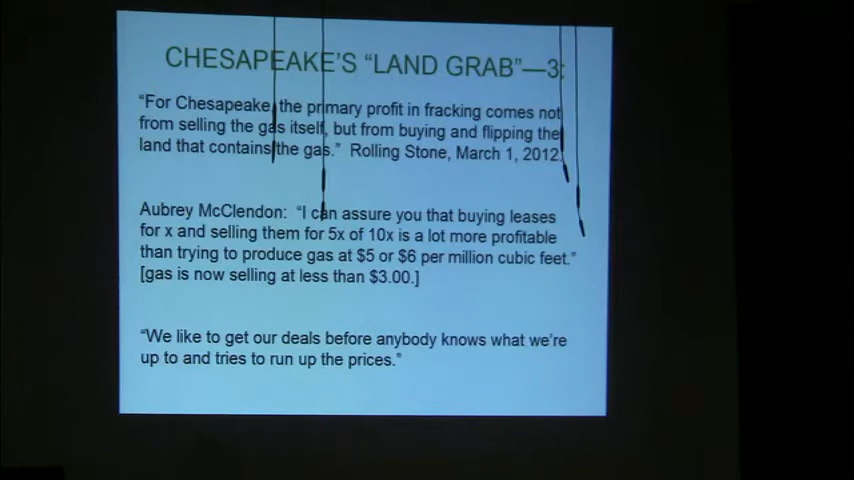 CHESAPEAKE'S “LAND GRAB”—3:
“For Chesapeake, the primary profit in fracking comes not
from selling the gas itself, but from buying and flipping the
land that contains the gas.” Rolling Stone, March 1, 2012.
Aubrey McClendon: “I can assure you that buying leases
for x and selling them for 5x of 10x is a lot more profitable
than trying to produce gas at $5 or $6 per million cubic feet.”
[gas is now selling at less than $3.00.]
“We like to get our deals before anybody knows what we're
up to and tries to run up the prices.”